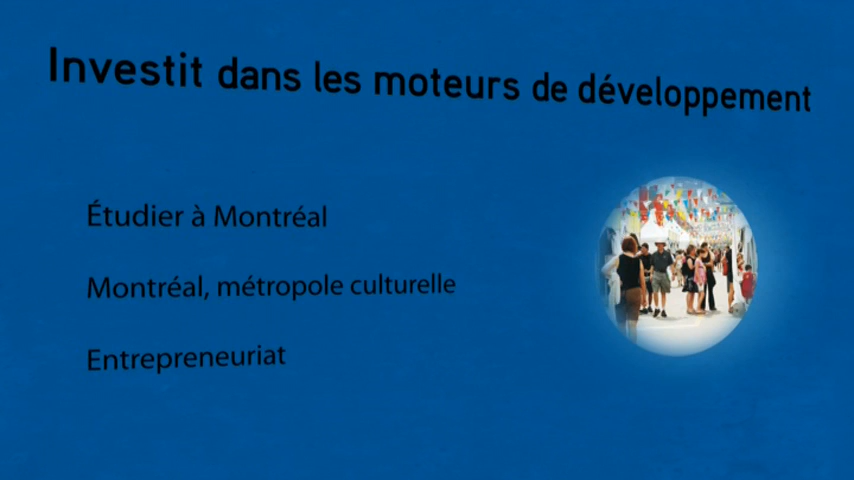 Investit dans les moteurs de développement
Étudier à Montréal
Montréal, métropole culturelle
Entrepreneuriat